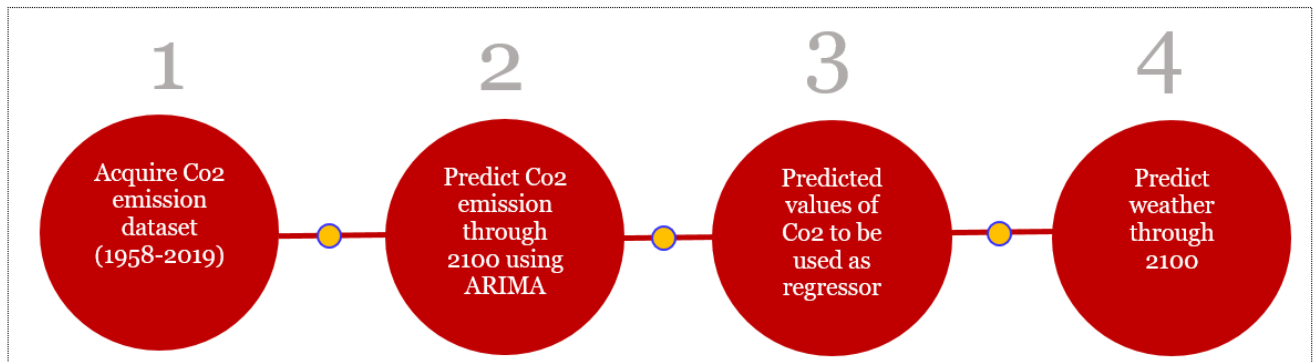 1
2
3
4
Acquire Co2
emission
dataset
(1958-2019)
Predict Co2
emission
through
2100 using
ARIMA
Predicted
values of
Co2 to be
used as
regressor
Predict
weather
through
2100